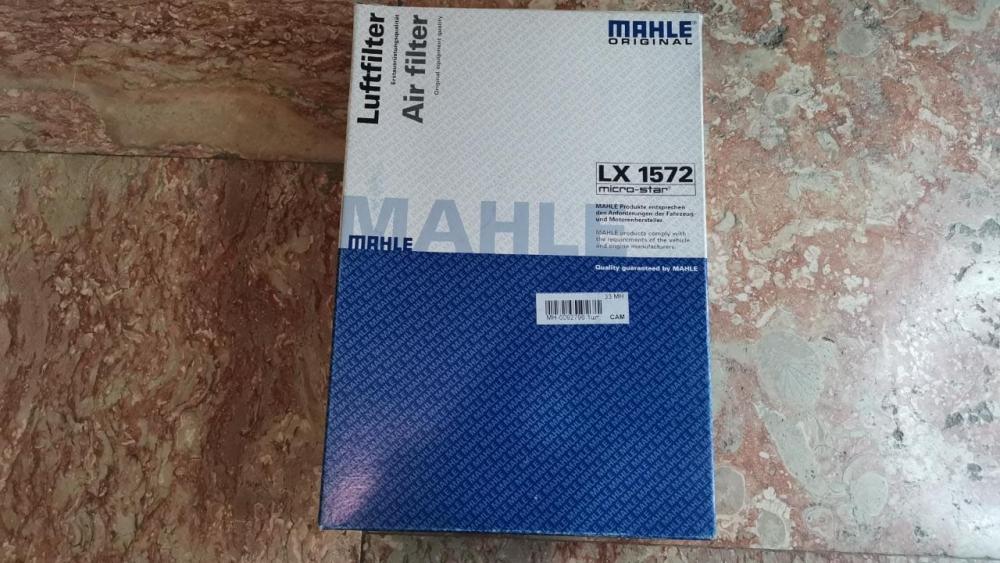 Luftfilter
Erstausrüstungsqualität
Air filter
Original equipment quality
MAHLE
ORIGINAL
LX 1572
micro-star
MAHLE Produkte entsprechen
den Anforderungen der Fahrzeug-
und Motorenhersteller.
MAHLE products comply with
the requirements of the vehicle
and engine manufacturers.
MAHLE
MAHLE
Quality guaranteed by MAHLE
33 MH
CAM